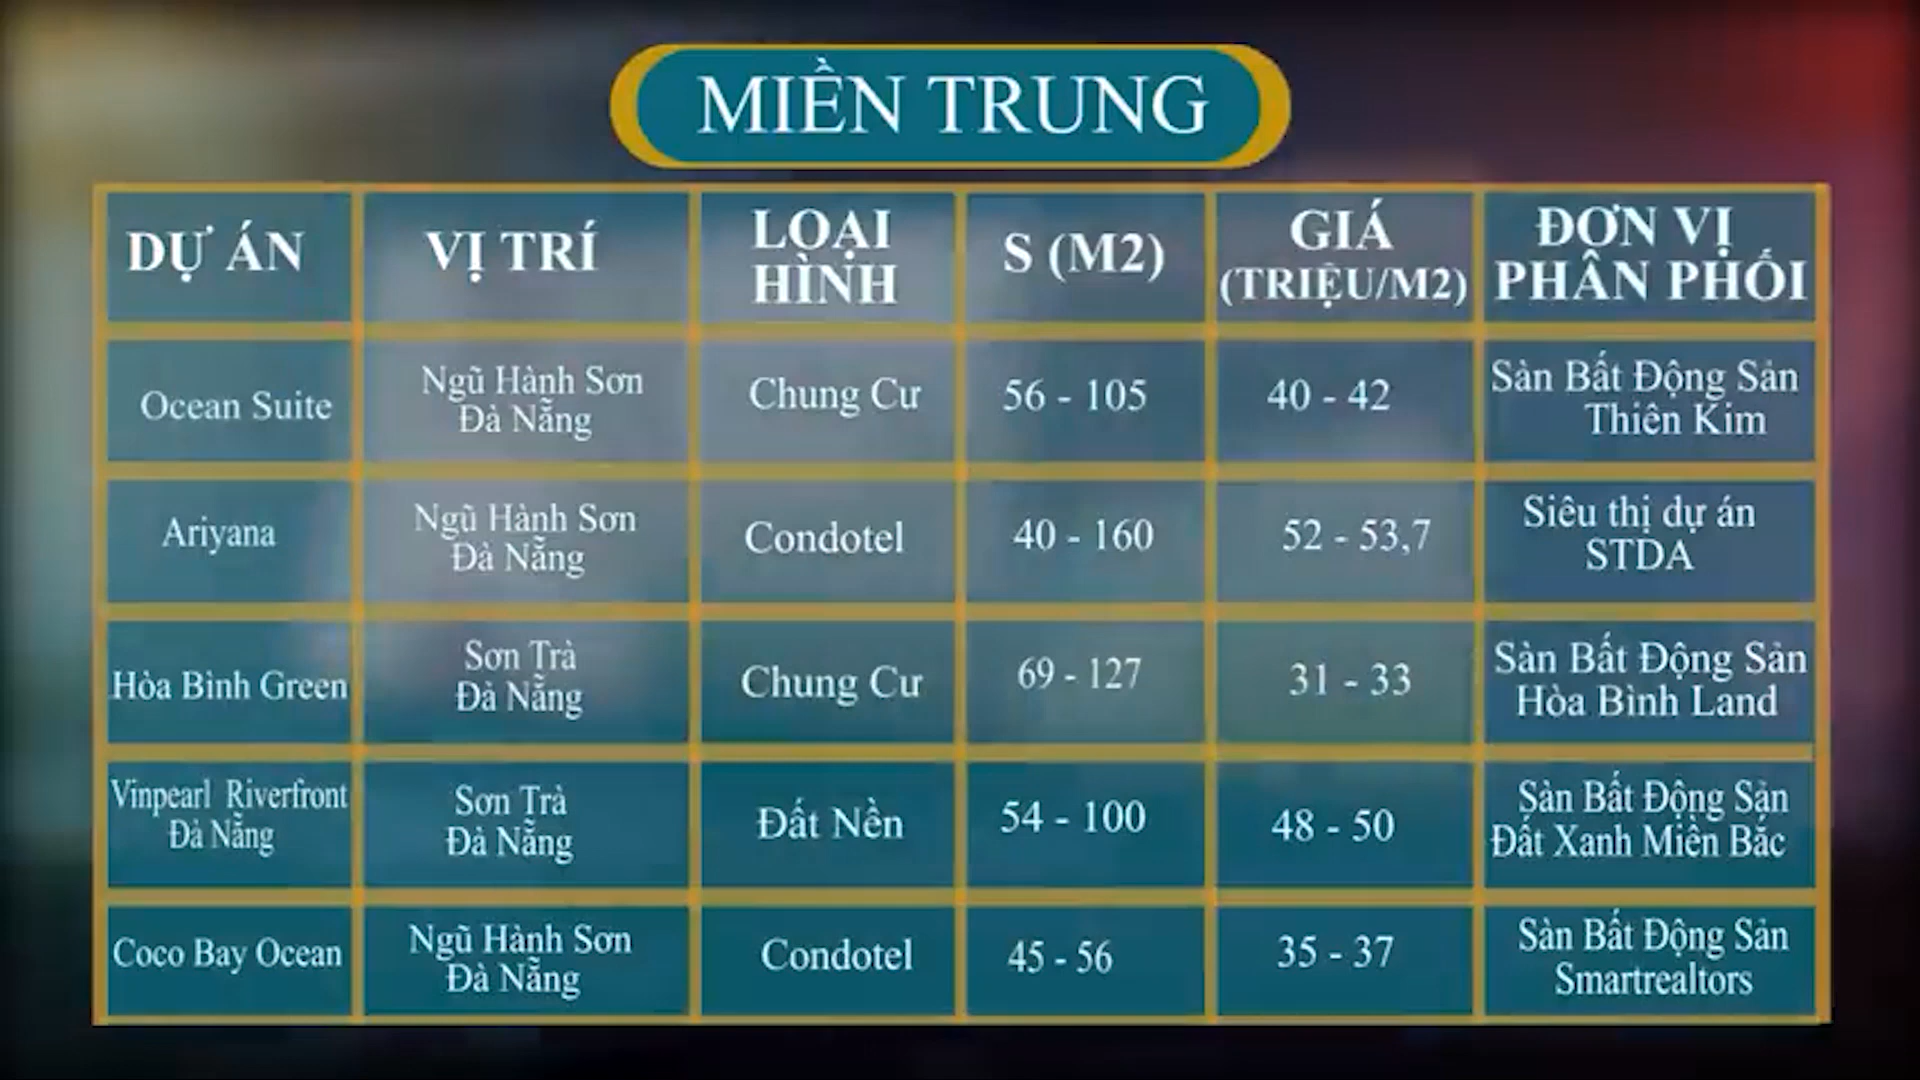 MIỀN TRUNG
DỰ ÁN
VỊ TRÍ
LOẠI
HÌNH
S (M2)
GIÁ
(TRIỆU/M2)
ĐƠN VỊ
PHÂN PHỐI
Ocean Suite
Ngũ Hành Sơn
Đà Nẵng
Chung Cư
56 - 105
40 - 42
Sàn Bất Động Sản
Thiên Kim
Ariyana
Ngũ Hành Sơn
Đà Nẵng
Condotel
40 - 160
52 - 53,7
Siêu thị dự án
STDA
Hòa Bình Green
Sơn Trà
Đà Nẵng
Chung Cư
69 - 127
31 - 33
Sàn Bất Động Sản
Hòa Bình Land
Vinpearl Riverfront
Đà Nẵng
Sơn Trà
Đà Nẵng
Đất Nền
54 - 100
48 - 50
Sàn Bất Động Sản
Đất Xanh Miền Bắc
Coco Bay Ocean
Ngũ Hành Sơn
Đà Nẵng
Condotel
45 - 56
35 - 37
Sàn Bất Động Sản
Smartrealtors